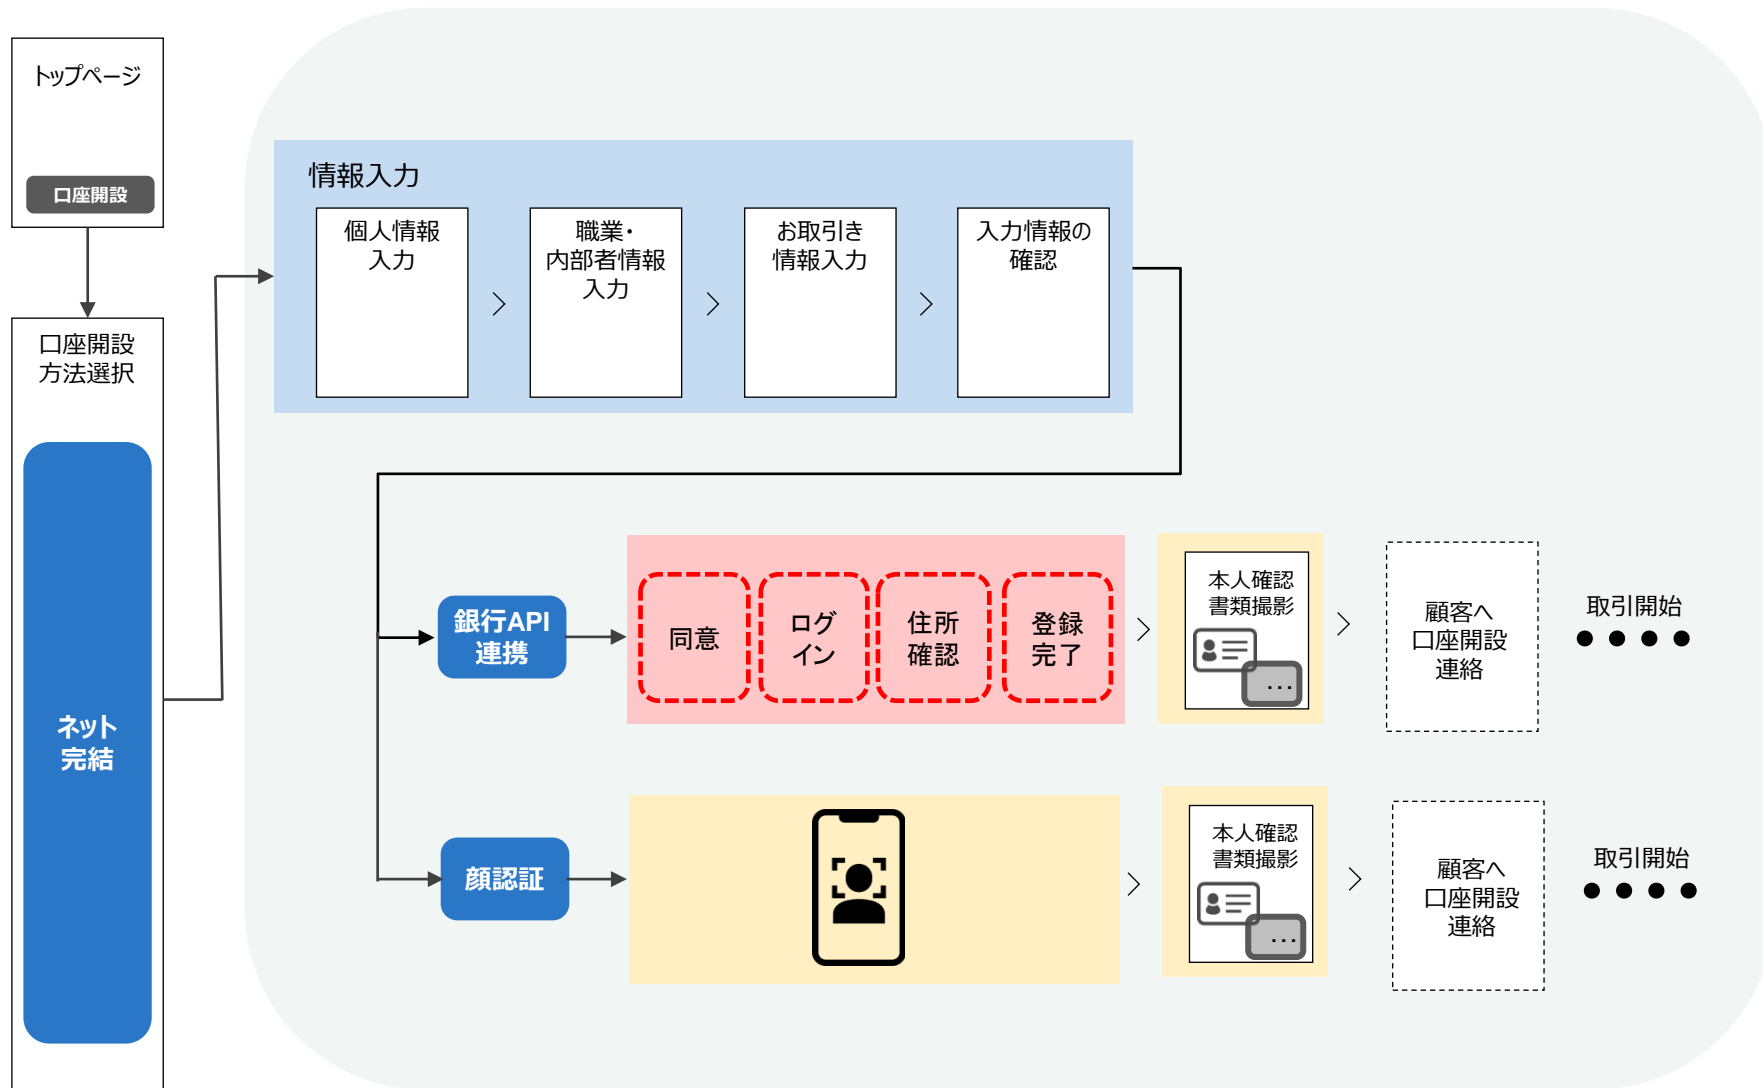 トップページ
口座開設
口座開設
方法選択
ネット
完結
情報入力
個人情報
入力
職業・
内部者情報
入力
お取引き
情報入力
入力情報の
確認
銀行API
連携
同意
ログ
イン
住所
確認
登録
完了
本人確認
書類撮影
...
顧客へ
口座開設
連絡
取引開始
顔認証
本人確認
書類撮影
...
顧客へ
口座開設
連絡
取引開始